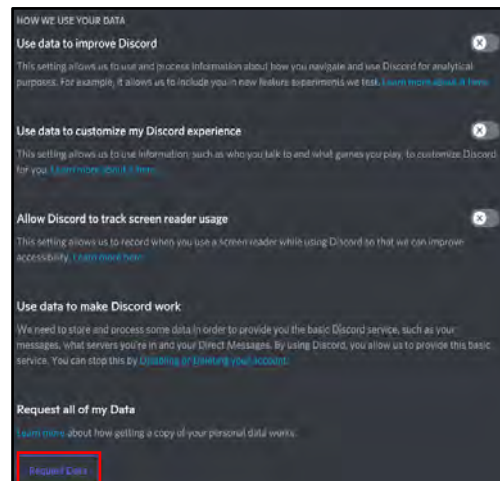 HOW WE USE YOUR DATA
Use data to improve Discord
This setting allows us to use and process information about how you navigate and use Discord for analytical
purposes. For example, it allows us to include you in new feature experiments we test. Learn more about it here.
Use data to customize my Discord experience
This setting allows us to use information, such as who you talk to and what games you play, to customize Discord
for you. Learn more about it here.
Allow Discord to track screen reader usage
This setting allows us to record when you use a screen reader while using Discord so that we can improve
accessibility. Learn more here.
Use data to make Discord work
We need to store and process some data in order to provide you the basic Discord service, such as your
messages, what servers you're in and your Direct Messages. By using Discord, you allow us to provide this basic
service. You can stop this by Disabling or Deleting your account.
Request all of my Data
Learn more about how getting a copy of your personal data works.
Request Data